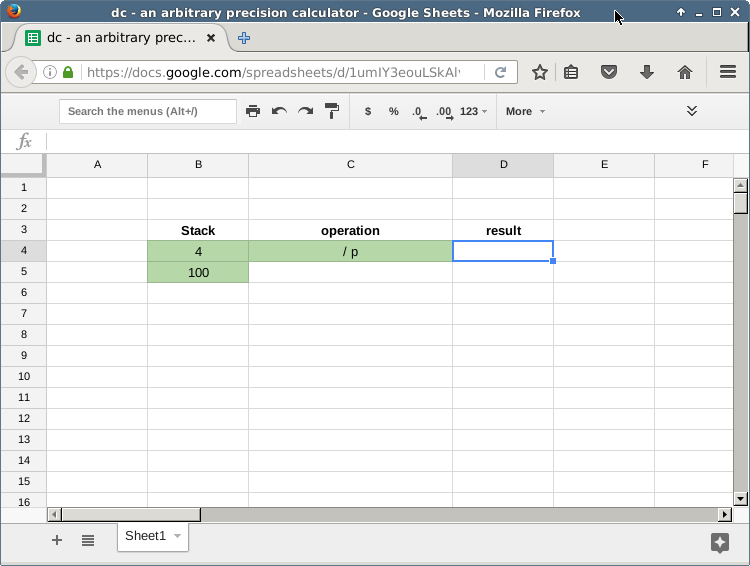 dc - an arbitrary precision calculator - Google Sheets - Mozilla Firefox
dc - an arbitrary prec...
https://docs.google.com/spreadsheets/d/1umIY3eouLSkAl
Search the menus (Alt+/) $ % .0 .00 123 More
fx
A B C D E F
1
2
3 Stack operation result
4 4 / p
5 100
6
7
8
9
10
11
12
13
14
15
16
Sheet1